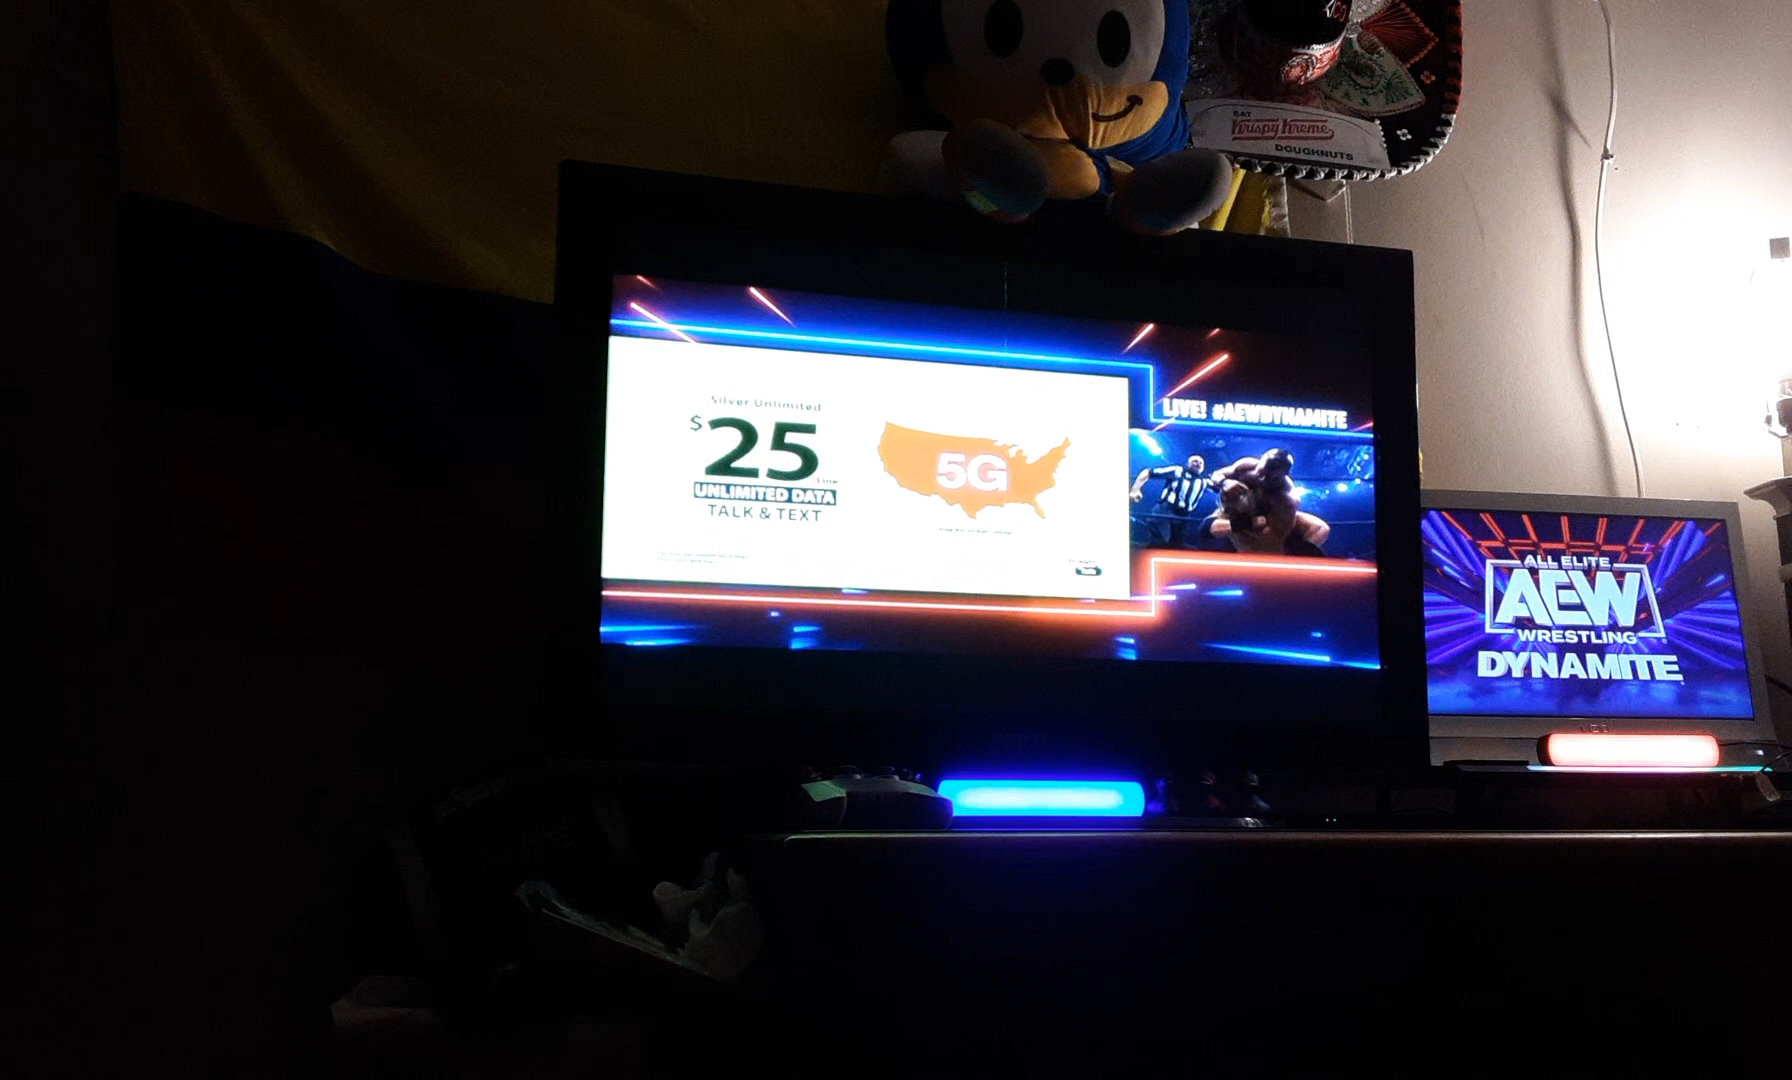 EAT
Krispy Kreme
DOUGHNUTS
Silver Unlimited
$25
/Line
UNLIMITED DATA
TALK & TEXT
5G
LIVE! #AEWDYNAMITE
ALL ELITE
AEW
WRESTLING
DYNAMITE